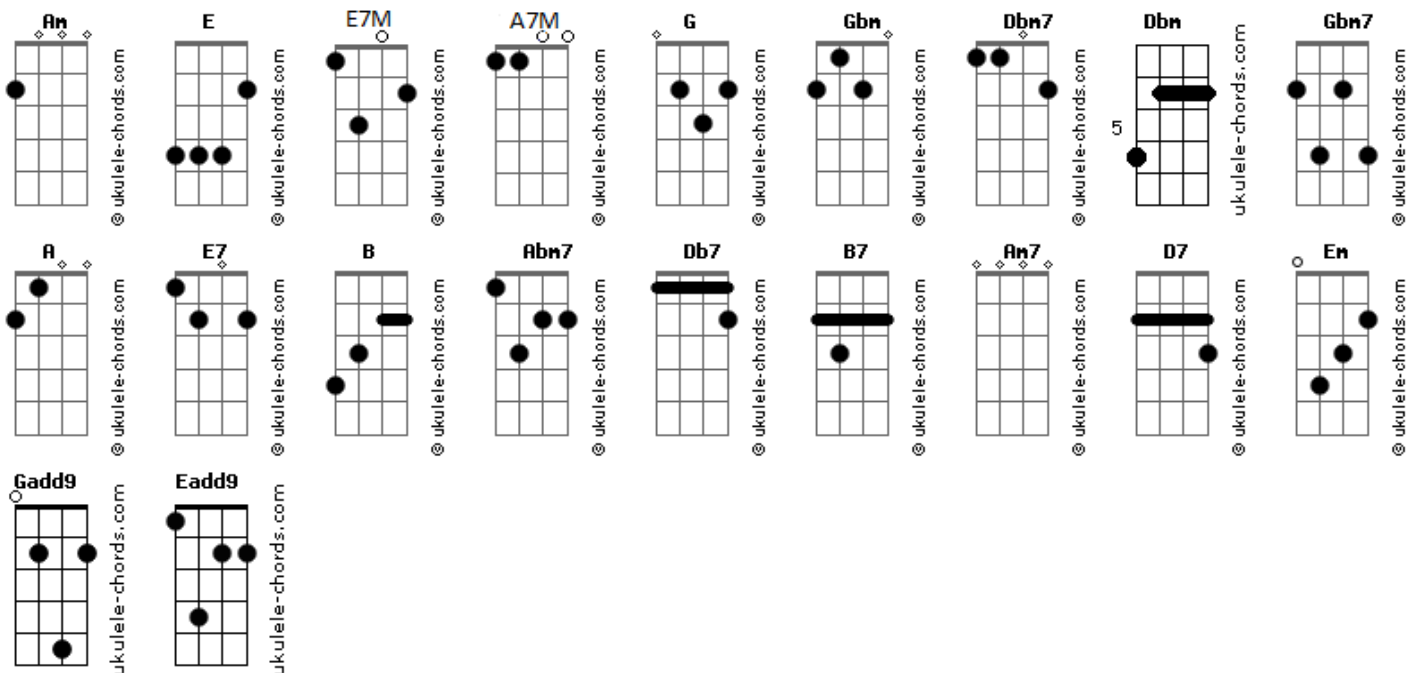 Am E E7M A7M G Gbm Dbm7 Dbm Gbm7
© ukulele-chords.com © ukulele-chords.com © ukulele-chords.com © ukulele-chords.com © ukulele-chords.com © ukulele-chords.com © ukulele-chords.com 5 ukulele-chords.com © ukulele-chords.com
A E7 B Abm7 Db7 B7 Am7 D7 Em
© ukulele-chords.com © ukulele-chords.com © ukulele-chords.com © ukulele-chords.com © ukulele-chords.com © ukulele-chords.com © ukulele-chords.com © ukulele-chords.com © ukulele-chords.com
Gadd9 Eadd9
ukulele-chords.com ukulele-chords.com